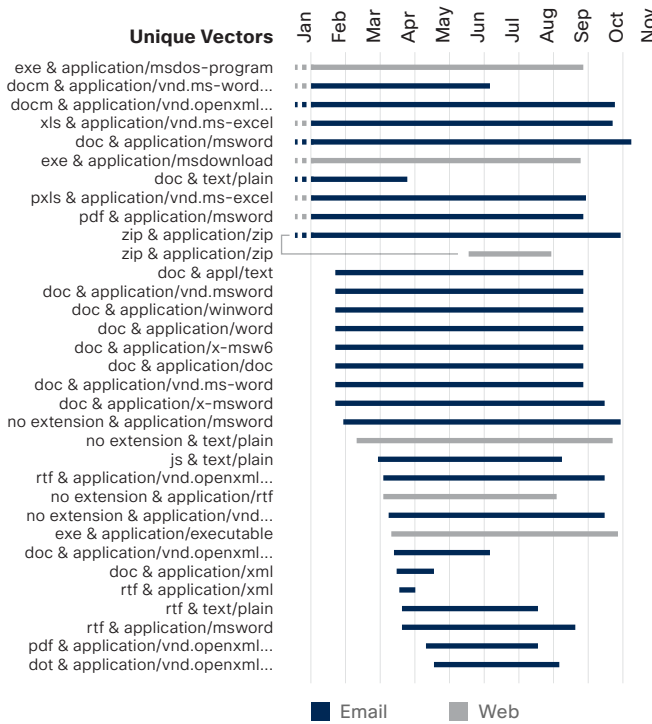 Unique Vectors
Jan Feb Mar Apr May Jun Jul Aug Sep Oct Nov
exe & application/msdos-program
docm & application/vnd.ms-word...
docm & application/vnd.openxml...
xls & application/vnd.ms-excel
doc & application/msword
exe & application/msdownload
doc & text/plain
pxls & application/vnd.ms-excel
pdf & application/msword
zip & application/zip
zip & application/zip
doc & appl/text
doc & application/vnd.msword
doc & application/winword
doc & application/word
doc & application/x-msw6
doc & application/doc
doc & application/vnd.ms-word
doc & application/x-msword
no extension & application/msword
no extension & text/plain
js & text/plain
rtf & application/vnd.openxml...
no extension & application/rtf
no extension & application/vnd...
exe & application/executable
doc & application/vnd.openxml...
doc & application/xml
rtf & application/xml
rtf & text/plain
rtf & application/msword
pdf & application/vnd.openxml...
dot & application/vnd.openxml...
Email Web